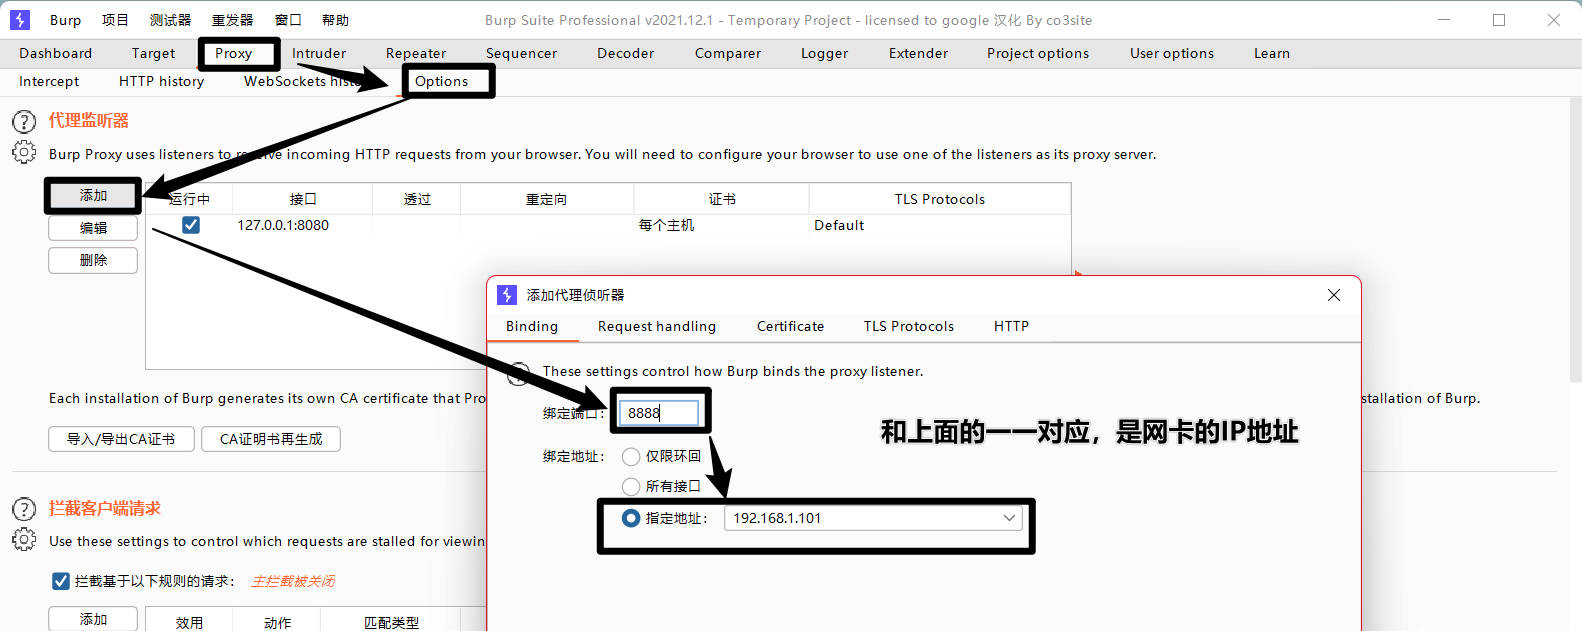 Burp 项目 测试器 重发器 窗口 帮助 Burp Suite Professional v2021.12.1 - Temporary Project - licensed to google 汉化 By co3site
Dashboard Target Proxy Intruder Repeater Sequencer Decoder Comparer Logger Extender Project options User options Learn
Intercept HTTP history WebSockets histo Options
代理监听器
Burp Proxy uses listeners to receive incoming HTTP requests from your browser. You will need to configure your browser to use one of the listeners as its proxy server.
添加 运行中 接口 透过 重定向 证书 TLS Protocols
编辑 127.0.0.1:8080 每个主机 Default
删除
添加代理侦听器
Binding Request handling Certificate TLS Protocols HTTP
These settings control how Burp binds the proxy listener.
Each installation of Burp generates its own CA certificate that Pro stallation of Burp.
绑定端口: 8888
和上面的一一对应，是网卡的IP地址
导入/导出CA证书 CA证明书再生成
绑定地址: 仅限环回
所有接口
指定地址: 192.168.1.101
拦截客户端请求
Use these settings to control which requests are stalled for viewin
拦截基于以下规则的请求: 主拦截被关闭
添加 效用 动作 匹配类型